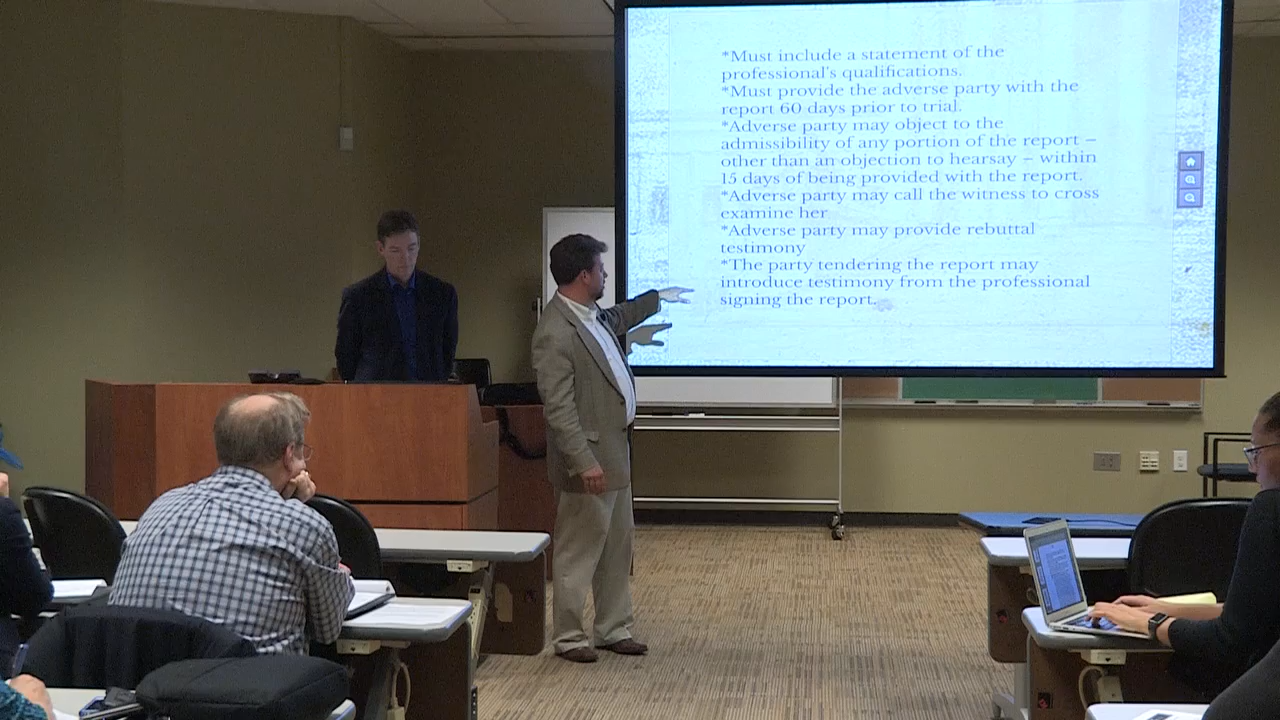 *Must include a statement of the
professional's qualifications.
*Must provide the adverse party with the
report 60 days prior to trial.
*Adverse party may object to the
admissibility of any portion of the report –
other than an objection to hearsay – within
15 days of being provided with the report.
*Adverse party may call the witness to cross
examine her
*Adverse party may provide rebuttal
testimony
*The party tendering the report may
introduce testimony from the professional
signing the report.